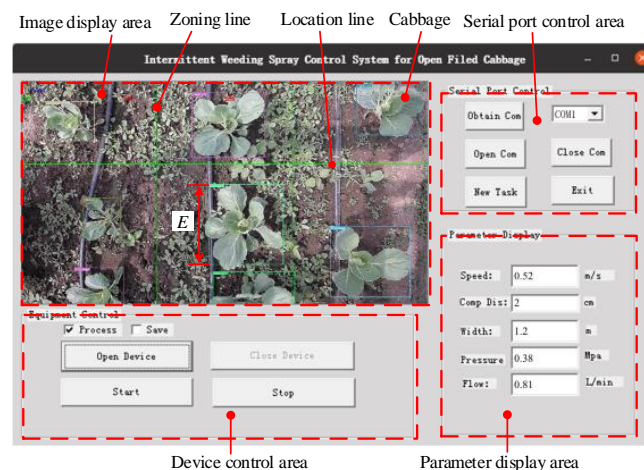 Image display area Zoning line Location line Cabbage Serial port control area
Intermittent Weeding Spray Control System for Open Filed Cabbage
Serial Port Control
Obtain Com COM1
Open Com Close Com
New Task Exit
E
Parameter Display
Speed: 0.52 m/s
Comp Dis: 2 cm
Width: 1.2 m
Pressure 0.38 Mpa
Flow: 0.81 L/min
Equipment Control
Process Save
Open Device Close Device
Start Stop
Device control area Parameter display area